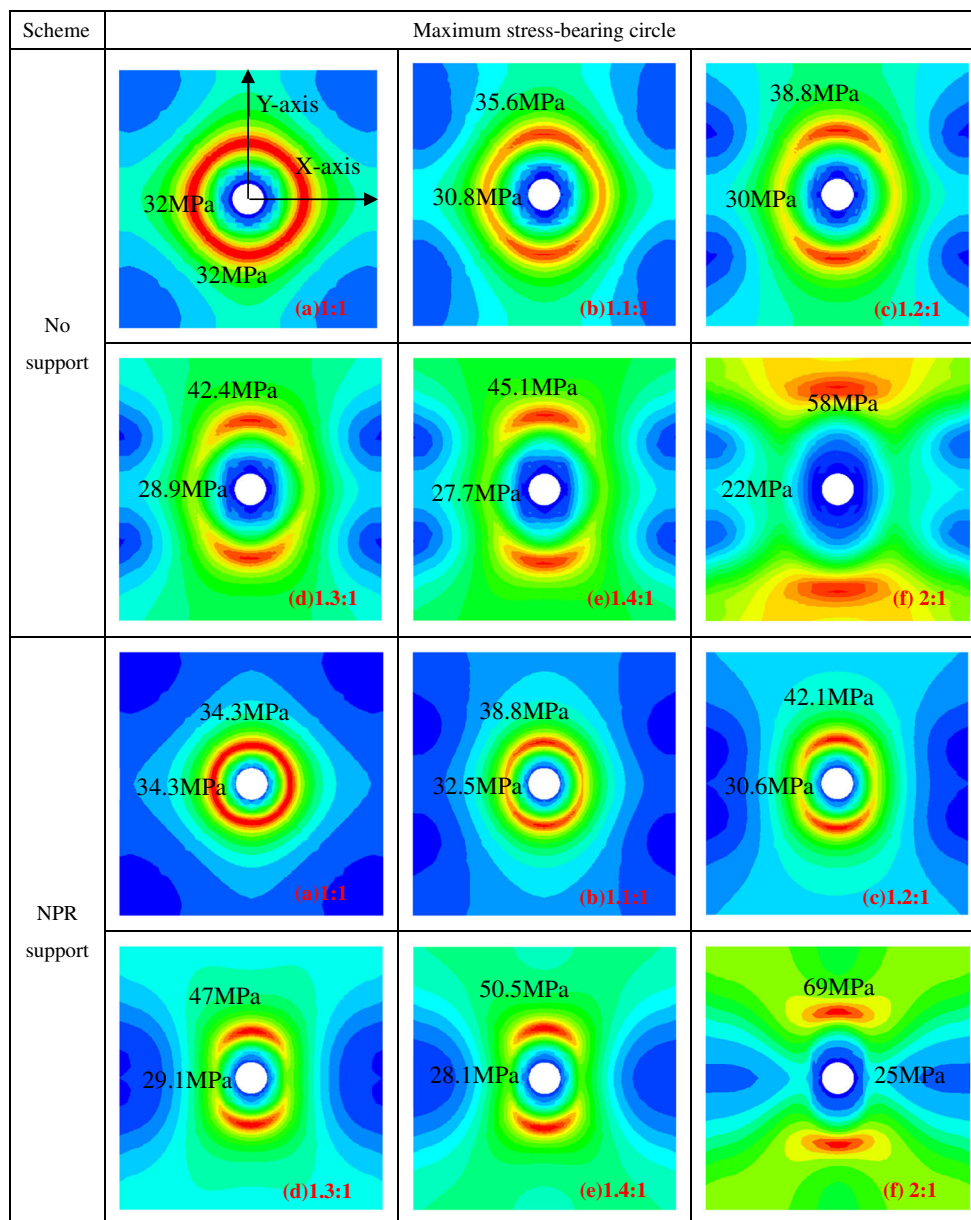 Scheme
Maximum stress-bearing circle
No
support
Y-axis
X-axis
32MPa
32MPa
(a)1:1
35.6MPa
30.8MPa
(b)1.1:1
38.8MPa
30MPa
(c)1.2:1
42.4MPa
28.9MPa
(d)1.3:1
45.1MPa
27.7MPa
(e)1.4:1
58MPa
22MPa
(f) 2:1
NPR
support
34.3MPa
34.3MPa
(a)1:1
38.8MPa
32.5MPa
(b)1.1:1
42.1MPa
30.6MPa
(c)1.2:1
47MPa
29.1MPa
(d)1.3:1
50.5MPa
28.1MPa
(e)1.4:1
69MPa
25MPa
(f) 2:1